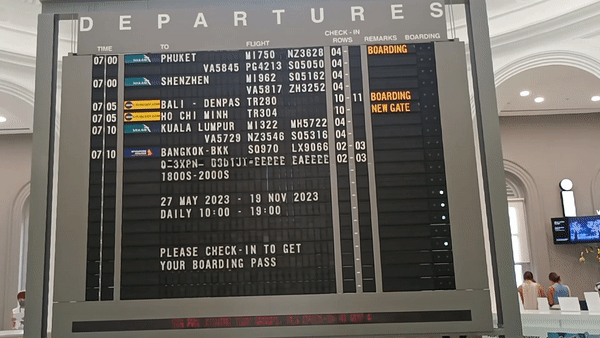 DEPARTURES
TIME TO FLIGHT CHECK-IN ROWS REMARKS BOARDING
07 00 PHUKET MI750 NZ3628 04- BOARDING
VA5845 PG4213 SQ5050 04-
07 00 SHENZHEN MI962 SQ5162 04-
VA5817 ZH3252 04-
07 05 BALI - DENPAS TR280 10 - 11 BOARDING
07 05 HO CHI MINH TR304 10 - NEW GATE
07 10 KUALA LUMPUR MI322 MH5722 04-
VA5729 NZ3546 SQ5316 04-
07 10 BANGKOK-BKK SQ970 LX9066 02 - 03
EEEEE EAEEEE 02 - 03
1800S-2000S
27 MAY 2023 - 19 NOV 2023
DAILY 10:00 - 19:00
PLEASE CHECK-IN TO GET
YOUR BOARDING PASS